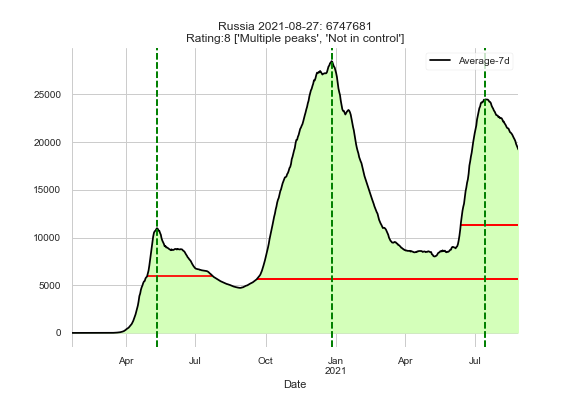 Russia 2021-08-27: 6747681
Rating:8 ['Multiple peaks', 'Not in control']
Average-7d
25000
20000
15000
10000
5000
0
Apr Jul Oct Jan Apr Jul
2021
Date